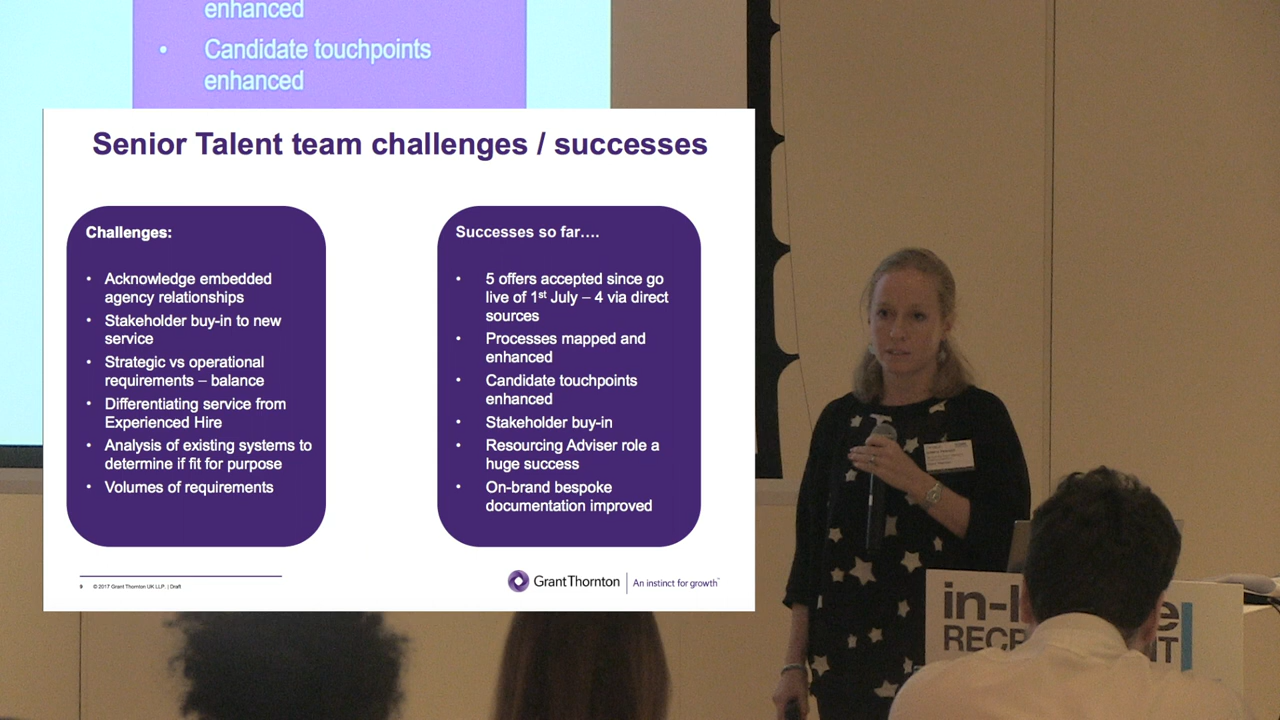 enhanced
• Candidate touchpoints
enhanced
Senior Talent team challenges / successes
Challenges:
• Acknowledge embedded
agency relationships
• Stakeholder buy-in to new
service
• Strategic vs operational
requirements – balance
• Differentiating service from
Experienced Hire
• Analysis of existing systems to
determine if fit for purpose
• Volumes of requirements
Successes so far….
• 5 offers accepted since go
live of 1st July – 4 via direct
sources
• Processes mapped and
enhanced
• Candidate touchpoints
enhanced
• Stakeholder buy-in
• Resourcing Adviser role a
huge success
• On-brand bespoke
documentation improved
9 © 2017 Grant Thornton UK LLP. | Draft
Grant Thornton | An instinct for growth™